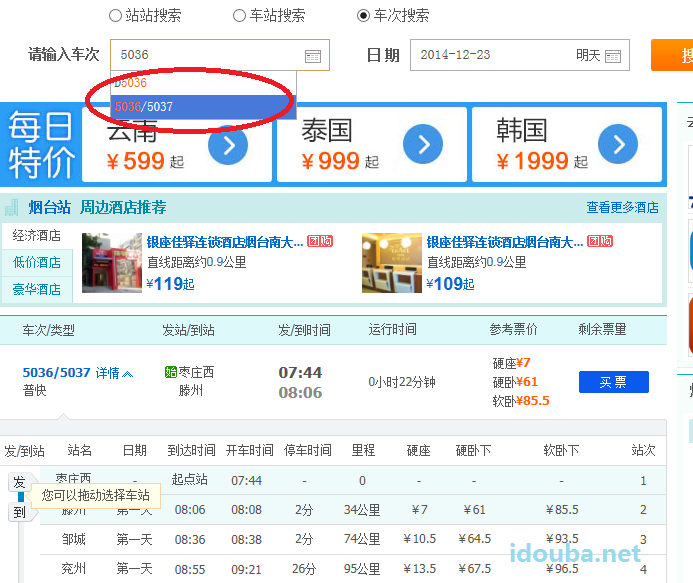 站站搜索 车站搜索 车次搜索
请输入车次 5036 日期 2014-12-23 明天 搜
D5036
5036/5037
每日特价
云南 ¥599起
泰国 ¥999起
韩国 ¥1999起
烟台站 周边酒店推荐 查看更多酒店
经济酒店
低价酒店
豪华酒店
银座佳驿连锁酒店烟台南大... 团购
直线距离约0.9公里
¥119起
银座佳驿连锁酒店烟台南大... 团购
直线距离约0.9公里
¥109起
车次/类型 发站/到站 发/到时间 运行时间 参考票价 剩余票量
5036/5037 详情 始 枣庄西 07:44 0小时22分钟 硬座¥7 买票
普快 滕州 08:06 硬卧¥61
软卧¥85.5
发/到站 站名 日期 到达时间 开车时间 停车时间 里程 硬座 硬卧下 软卧下 站次
发 枣庄西 - 起点站 07:44 - 0 - - - 1
您可以拖动选择车站
到 滕州 第一天 08:06 08:08 2分 34公里 ¥7 ¥61 ¥85.5 2
邹城 第一天 08:36 08:38 2分 74公里 ¥10.5 ¥64.5 ¥93.5 3
兖州 第一天 08:55 09:21 26分 95公里 ¥13.5 ¥67.5 ¥96.5 4
idouba.net